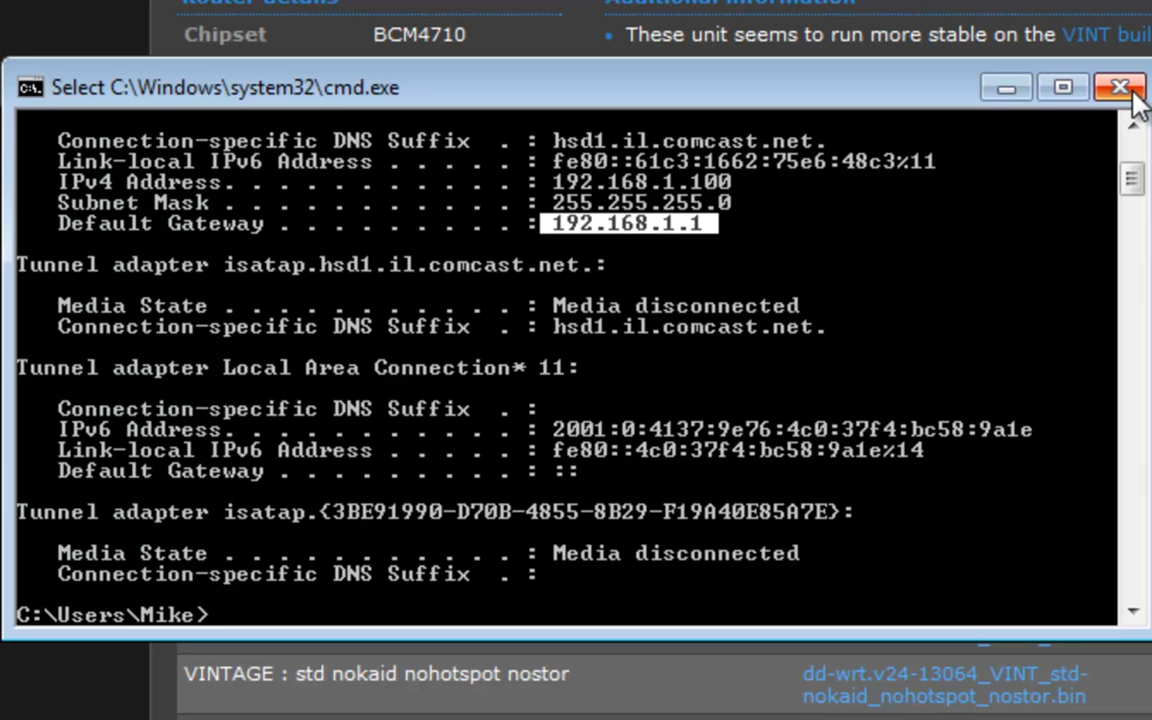 Router details
Additional information
Chipset BCM4710
• These unit seems to run more stable on the VINT buil
Select C:\Windows\system32\cmd.exe
Connection-specific DNS Suffix . : hsd1.il.comcast.net.
Link-local IPv6 Address . . . . . : fe80::61c3:1662:75e6:48c3%11
IPv4 Address. . . . . . . . . . . : 192.168.1.100
Subnet Mask . . . . . . . . . . . : 255.255.255.0
Default Gateway . . . . . . . . . : 192.168.1.1
Tunnel adapter isatap.hsd1.il.comcast.net.:
Media State . . . . . . . . . . . : Media disconnected
Connection-specific DNS Suffix . : hsd1.il.comcast.net.
Tunnel adapter Local Area Connection* 11:
Connection-specific DNS Suffix . :
IPv6 Address. . . . . . . . . . . : 2001:0:4137:9e76:4c0:37f4:bc58:9a1e
Link-local IPv6 Address . . . . . : fe80::4c0:37f4:bc58:9a1e%14
Default Gateway . . . . . . . . . : ::
Tunnel adapter isatap.{3BE91990-D70B-4855-8B29-F19A40E85A7E}:
Media State . . . . . . . . . . . : Media disconnected
Connection-specific DNS Suffix . :
C:\Users\Mike>
VINTAGE : std nokaid nohotspot nostor
dd-wrt.v24-13064_VINT_std-
nokaid_nohotspot_nostor.bin